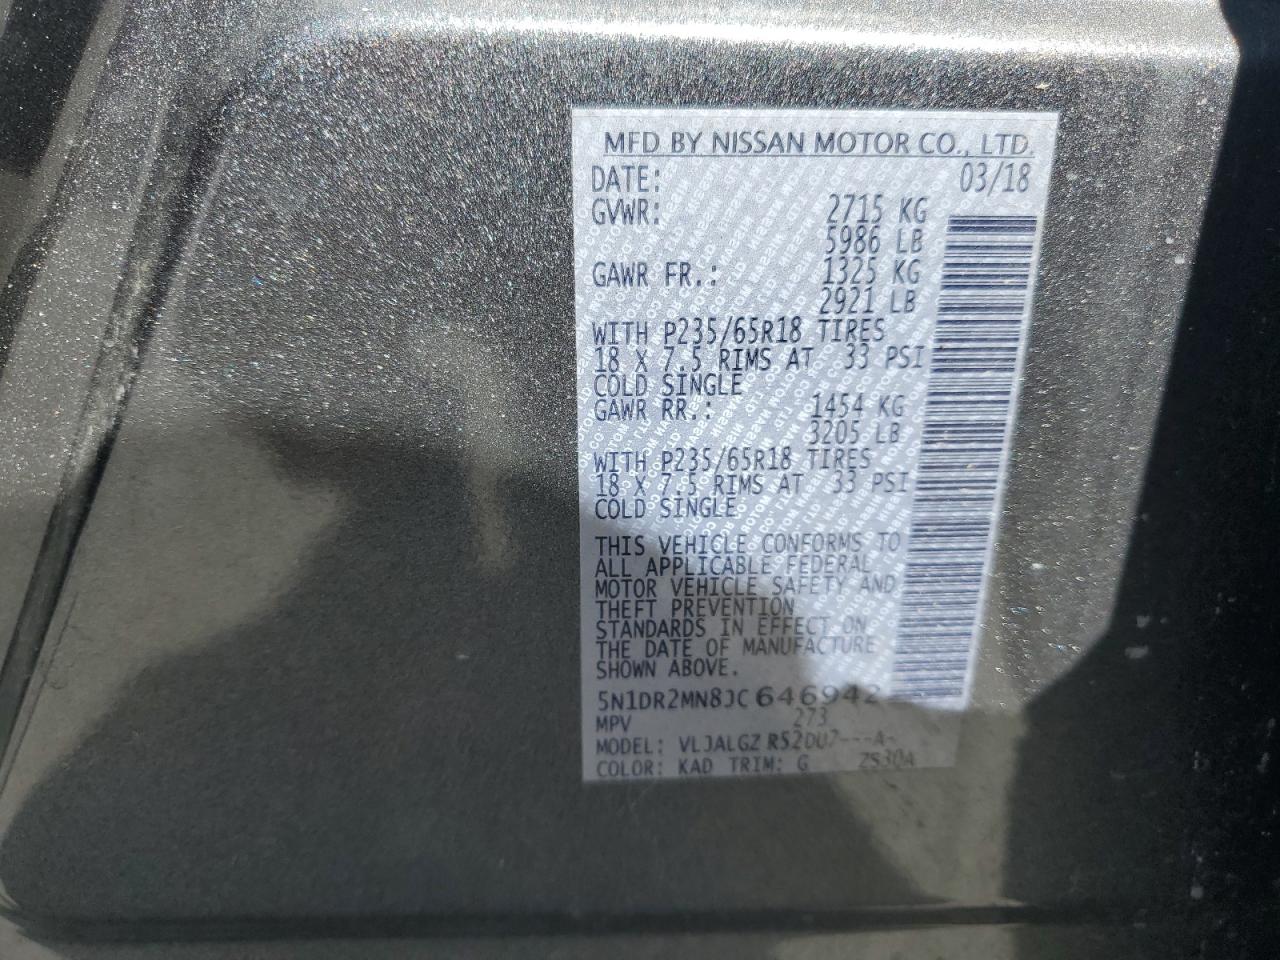 MFD BY NISSAN MOTOR CO., LTD.
DATE: 03/18
GVWR: 2715 KG
5986 LB
GAWR FR.: 1325 KG
2921 LB
WITH P235/65R18 TIRES
18 X 7.5 RIMS AT 33 PSI
COLD SINGLE
GAWR RR.: 1454 KG
3205 LB
WITH P235/65R18 TIRES
18 X 7.5 RIMS AT 33 PSI
COLD SINGLE
THIS VEHICLE CONFORMS TO
ALL APPLICABLE FEDERAL
MOTOR VEHICLE SAFETY AND
THEFT PREVENTION
STANDARDS IN EFFECT ON
THE DATE OF MANUFACTURE
SHOWN ABOVE.
5N1DR2MN8JC646942
MPV 273
MODEL: VLJALGZ R52DU7---A-
COLOR: KAD TRIM: G ZS30A